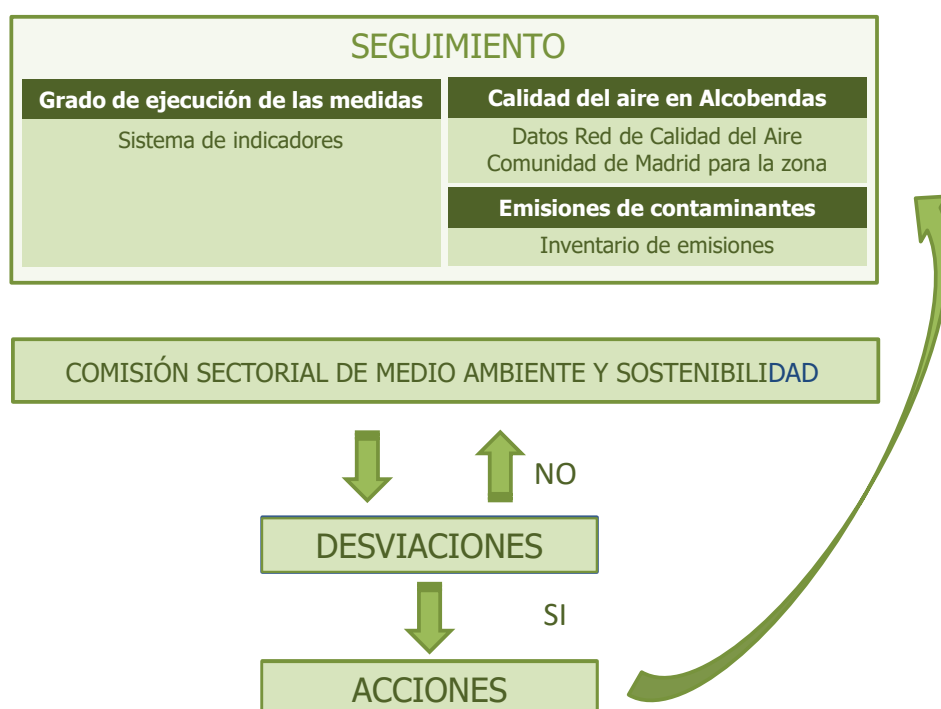 SEGUIMIENTO
Grado de ejecución de las medidas
Sistema de indicadores
Calidad del aire en Alcobendas
Datos Red de Calidad del Aire
Comunidad de Madrid para la zona
Emisiones de contaminantes
Inventario de emisiones
COMISIÓN SECTORIAL DE MEDIO AMBIENTE Y SOSTENIBILIDAD
NO
DESVIACIONES
SI
ACCIONES